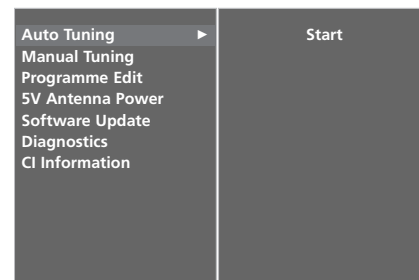 Auto Tuning ►
Start
Manual Tuning
Programme Edit
5V Antenna Power
Software Update
Diagnostics
CI Information